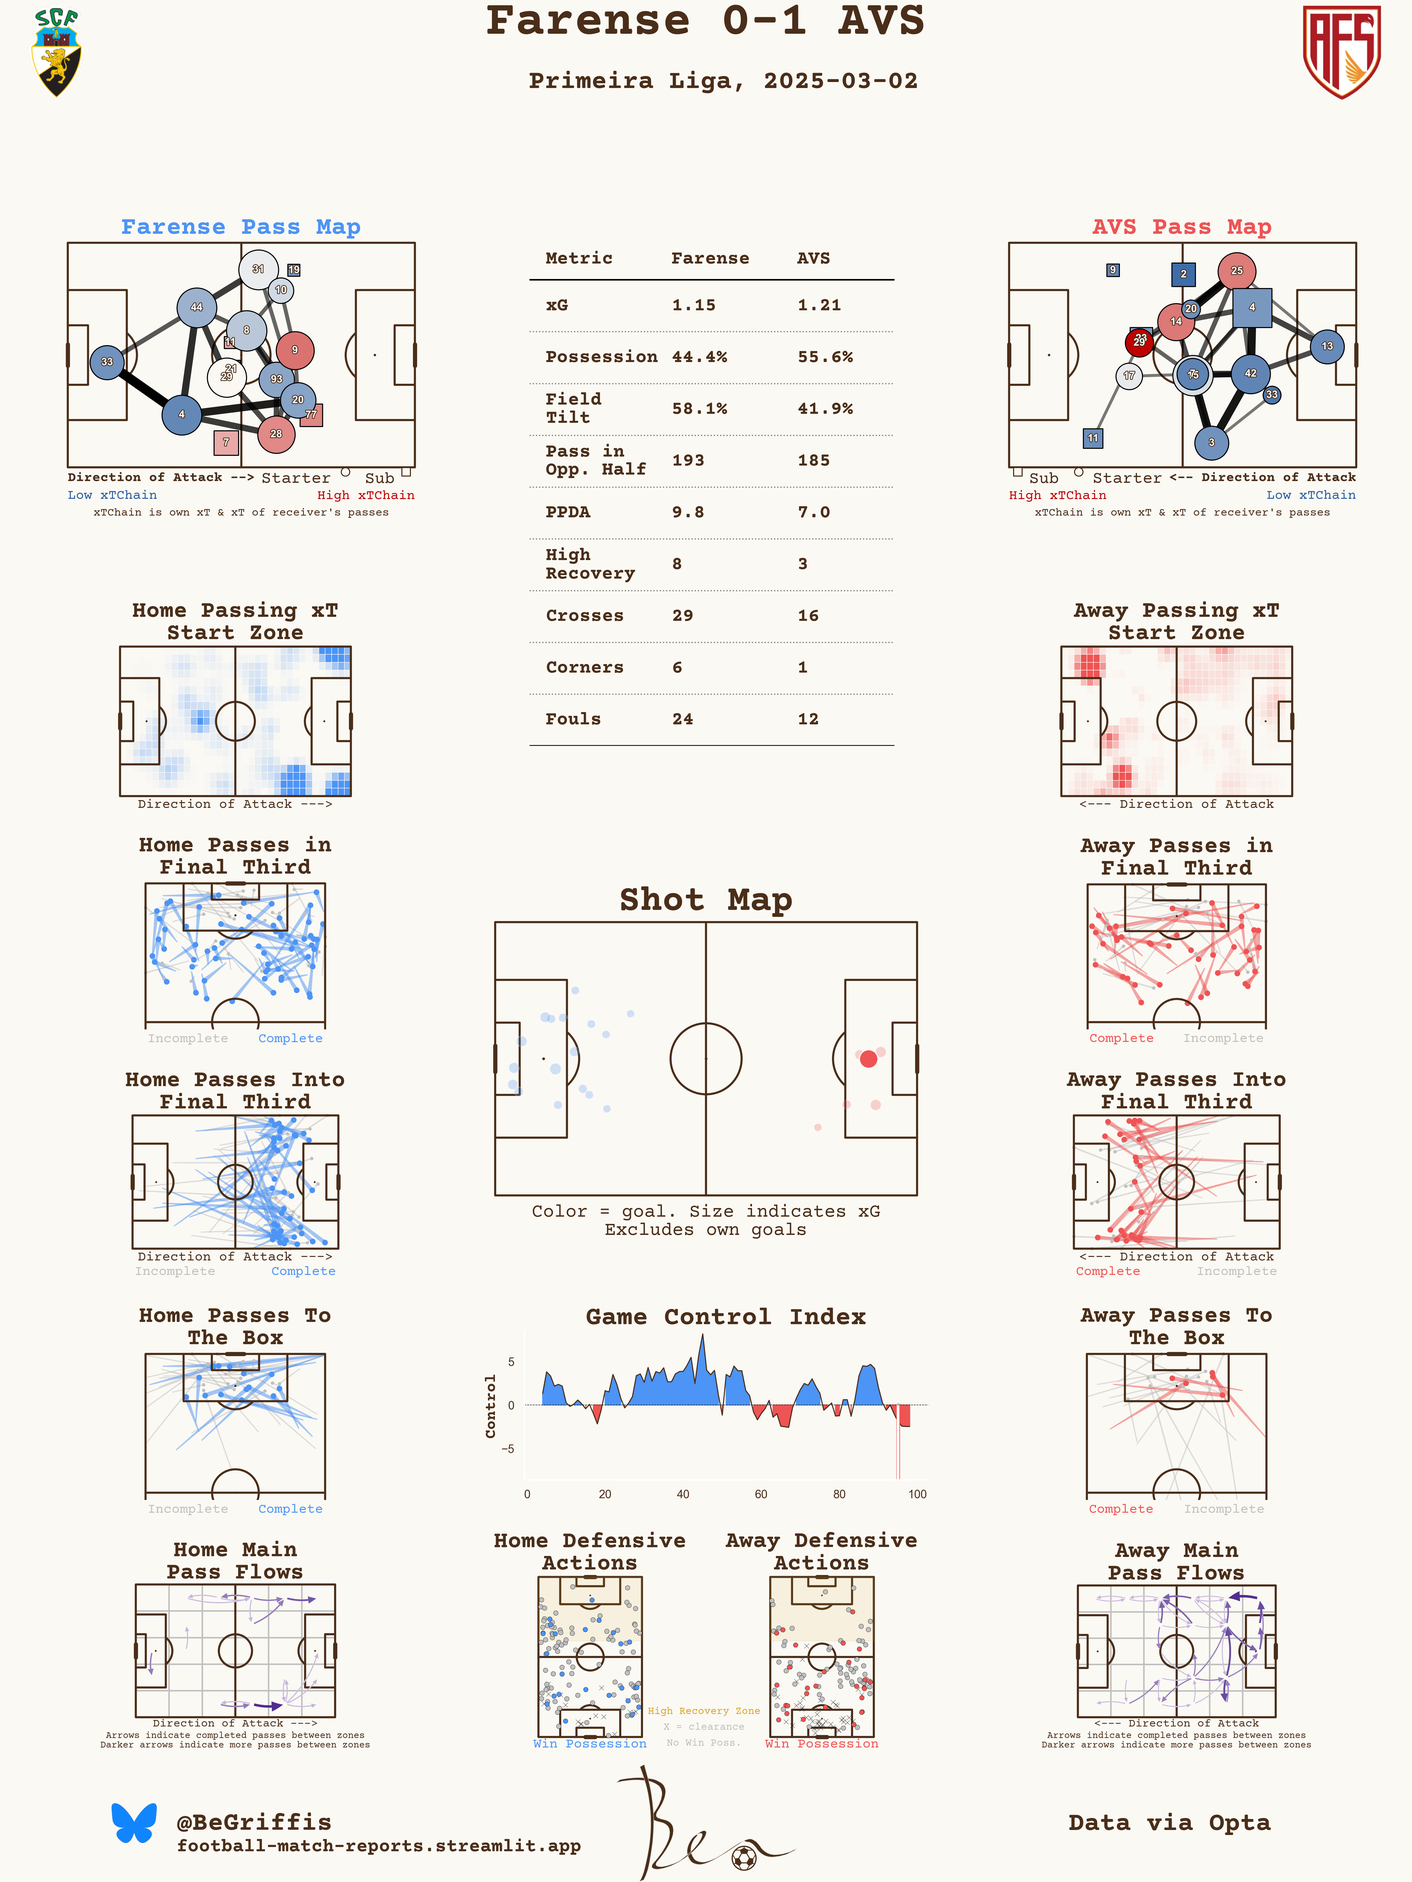 SCF
Farense 0-1 AVS
AFS
Primeira Liga, 2025-03-02
Farense Pass Map
31
19
10
44
8
11
9
33
21
29
93
20
4
77
28
7
Direction of Attack --> Starter Sub
Low xTChain High xTChain
xTChain is own xT & xT of receiver's passes
Metric Farense AVS
xG 1.15 1.21
Possession 44.4% 55.6%
Field
Tilt 58.1% 41.9%
Pass in
Opp. Half 193 185
PPDA 9.8 7.0
High
Recovery 8 3
Crosses 29 16
Corners 6 1
Fouls 24 12
AVS Pass Map
9
2
25
20
4
14
29
13
17
42
33
11
3
Sub Starter <-- Direction of Attack
High xTChain Low xTChain
xTChain is own xT & xT of receiver's passes
Home Passing xT
Start Zone
Direction of Attack --->
Away Passing xT
Start Zone
<--- Direction of Attack
Home Passes in
Final Third
Incomplete Complete
Away Passes in
Final Third
Complete Incomplete
Shot Map
Color = goal. Size indicates xG
Excludes own goals
Home Passes Into
Final Third
Direction of Attack --->
Incomplete Complete
Away Passes Into
Final Third
<--- Direction of Attack
Complete Incomplete
Home Passes To
The Box
Incomplete Complete
Game Control Index
Control
5
0
−5
0 20 40 60 80 100
Away Passes To
The Box
Complete Incomplete
Home Main
Pass Flows
Direction of Attack --->
Arrows indicate completed passes between zones
Darker arrows indicate more passes between zones
Home Defensive
Actions
Win Possession
High Recovery Zone
X = clearance
No Win Poss.
Away Defensive
Actions
Win Possession
Away Main
Pass Flows
<--- Direction of Attack
Arrows indicate completed passes between zones
Darker arrows indicate more passes between zones
@BeGriffis
football-match-reports.streamlit.app
Ben
Data via Opta